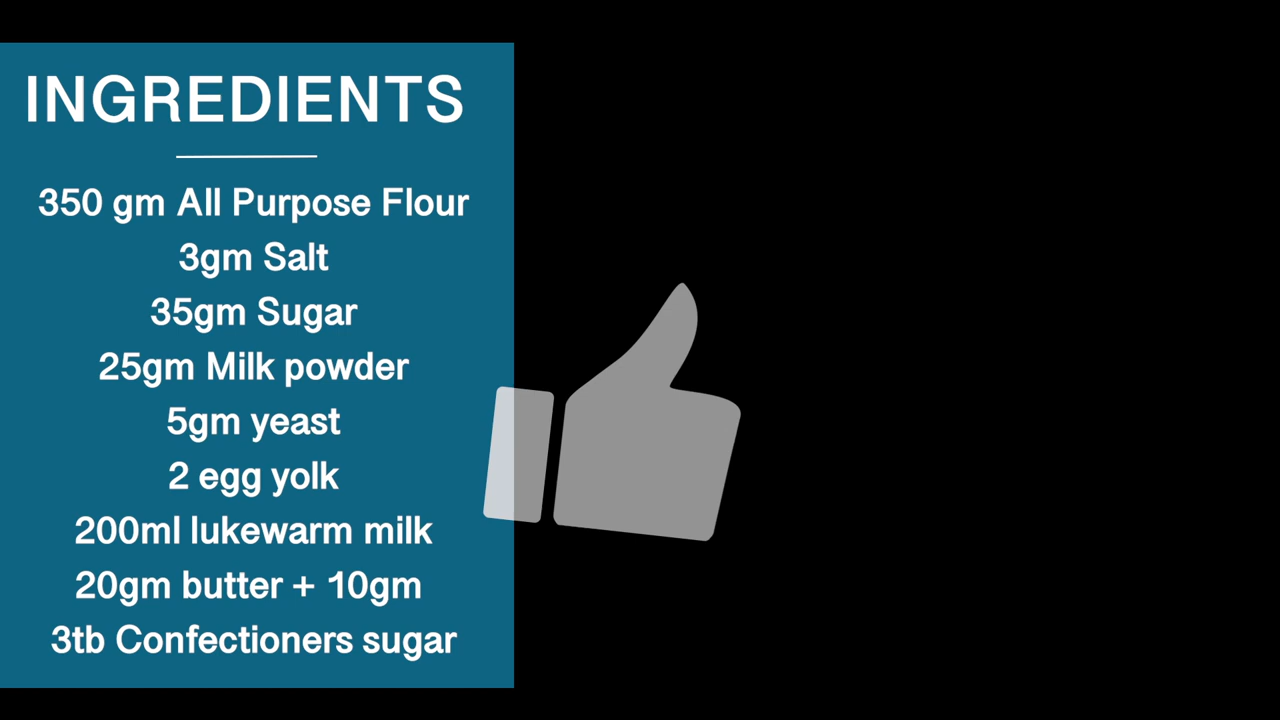 INGREDIENTS
350 gm All Purpose Flour
3gm Salt
35gm Sugar
25gm Milk powder
5gm yeast
2 egg yolk
200ml lukewarm milk
20gm butter + 10gm
3tb Confectioners sugar